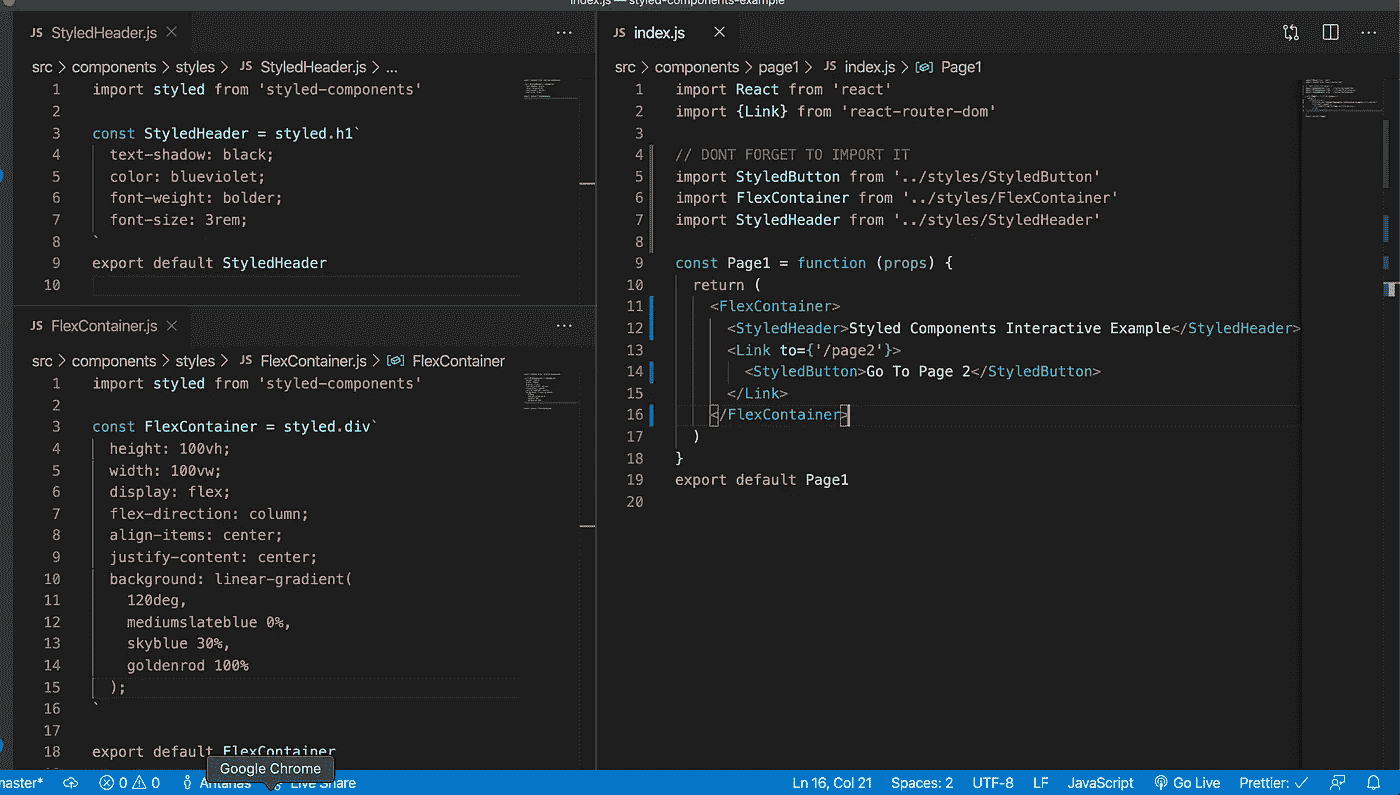 index.js — styled-components-example
JS StyledHeader.js ×
src > components > styles > JS StyledHeader.js > ...
1 import styled from 'styled-components'
2
3 const StyledHeader = styled.h1`
4 text-shadow: black;
5 color: blueviolet;
6 font-weight: bolder;
7 font-size: 3rem;
8 `
9 export default StyledHeader
10
JS FlexContainer.js ×
src > components > styles > JS FlexContainer.js > FlexContainer
1 import styled from 'styled-components'
2
3 const FlexContainer = styled.div`
4 height: 100vh;
5 width: 100vw;
6 display: flex;
7 flex-direction: column;
8 align-items: center;
9 justify-content: center;
10 background: linear-gradient(
11 120deg,
12 mediumslateblue 0%,
13 skyblue 30%,
14 goldenrod 100%
15 );
16 `
17
18 export default FlexContainer
JS index.js ×
src > components > page1 > JS index.js > Page1
1 import React from 'react'
2 import {Link} from 'react-router-dom'
3
4 // DONT FORGET TO IMPORT IT
5 import StyledButton from '../styles/StyledButton'
6 import FlexContainer from '../styles/FlexContainer'
7 import StyledHeader from '../styles/StyledHeader'
8
9 const Page1 = function (props) {
10 return (
11 <FlexContainer>
12 <StyledHeader>Styled Components Interactive Example</StyledHeader>
13 <Link to={'/page2'}>
14 <StyledButton>Go To Page 2</StyledButton>
15 </Link>
16 </FlexContainer>
17 )
18 }
19 export default Page1
20
Google Chrome
master* 0 0 Antanas Live Share Ln 16, Col 21 Spaces: 2 UTF-8 LF JavaScript Go Live Prettier: ✓